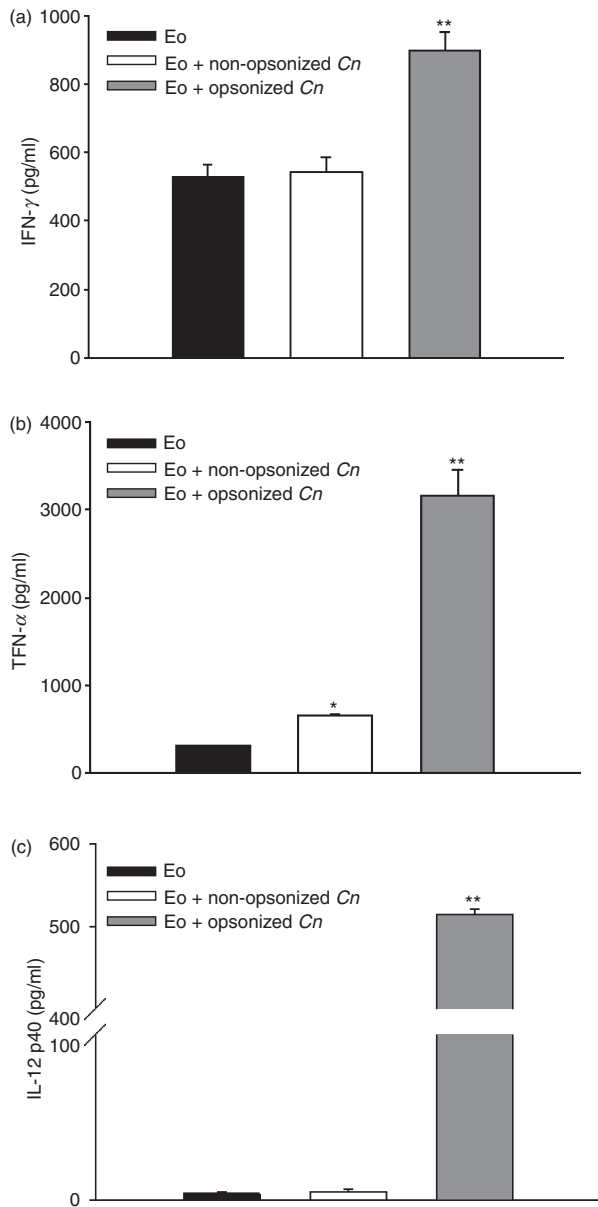 (a)
1000
800
600
400
200
0
IFN-γ (pg/ml)
Eo
Eo + non-opsonized Cn
Eo + opsonized Cn
**
(b)
4000
3000
2000
1000
0
TFN-α (pg/ml)
Eo
Eo + non-opsonized Cn
Eo + opsonized Cn
*
**
(c)
600
500
400
100
0
IL-12 p40 (pg/ml)
Eo
Eo + non-opsonized Cn
Eo + opsonized Cn
**